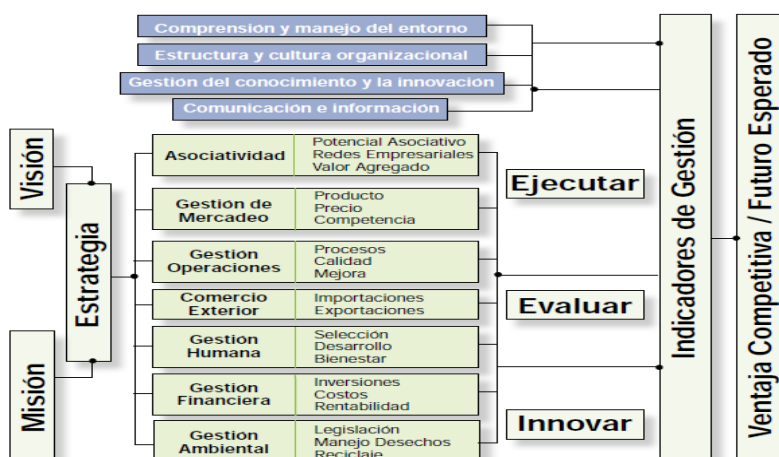 Comprensión y manejo del entorno
Estructura y cultura organizacional
Gestión del conocimiento y la innovación
Comunicación e información
Visión
Misión
Estrategia
Asociatividad
Potencial Asociativo
Redes Empresariales
Valor Agregado
Gestión de
Mercadeo
Producto
Precio
Competencia
Gestión
Operaciones
Procesos
Calidad
Mejora
Comercio
Exterior
Importaciones
Exportaciones
Gestión
Humana
Selección
Desarrollo
Bienestar
Gestión
Financiera
Inversiones
Costos
Rentabilidad
Gestión
Ambiental
Legislación
Manejo Desechos
Reciclaje
Ejecutar
Evaluar
Innovar
Indicadores de Gestión
Ventaja Competitiva / Futuro Esperado